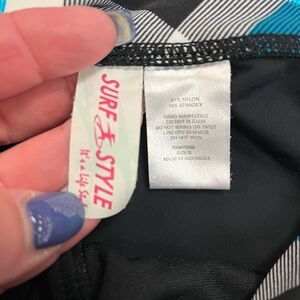 SURF STYLE
It's a Life St
81% NYLON
19% SPANDEX
HAND WASH COLD
DO NOT BLEACH
DO NOT WRING OR TWIST
LINE DRY IN SHADE
DO NOT IRON
SIZE:
MADE IN INDONESIA